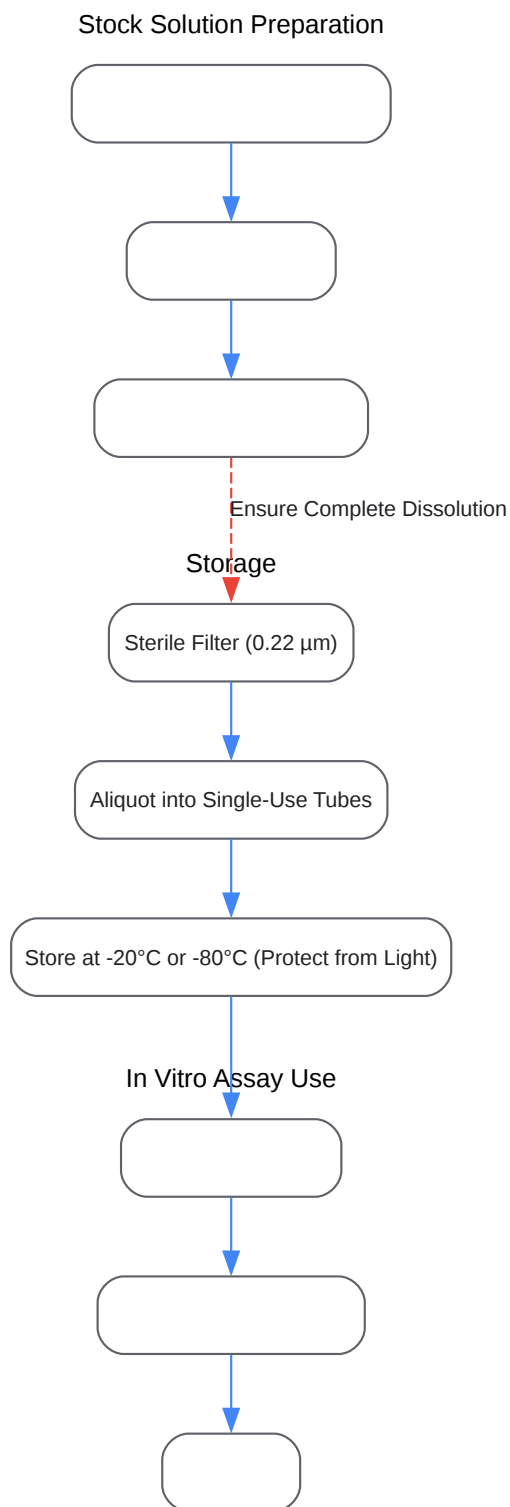 Stock Solution Preparation
Ensure Complete Dissolution
Storage
Sterile Filter (0.22 µm)
Aliquot into Single-Use Tubes
Store at -20°C or -80°C (Protect from Light)
In Vitro Assay Use